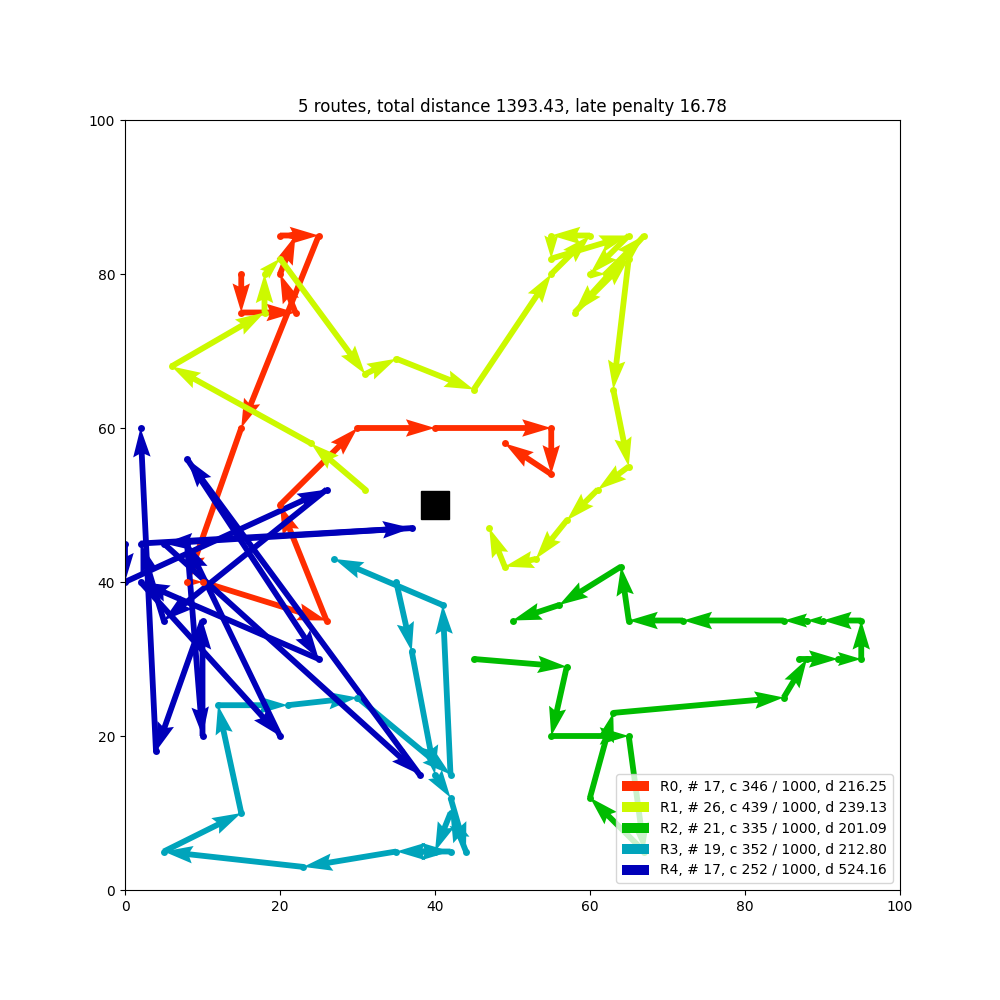 5 routes, total distance 1393.43, late penalty 16.78
100
80
60
40
20
0
R0, # 17, c 346 / 1000, d 216.25
R1, # 26, c 439 / 1000, d 239.13
R2, # 21, c 335 / 1000, d 201.09
R3, # 19, c 352 / 1000, d 212.80
R4, # 17, c 252 / 1000, d 524.16
0 20 40 60 80 100